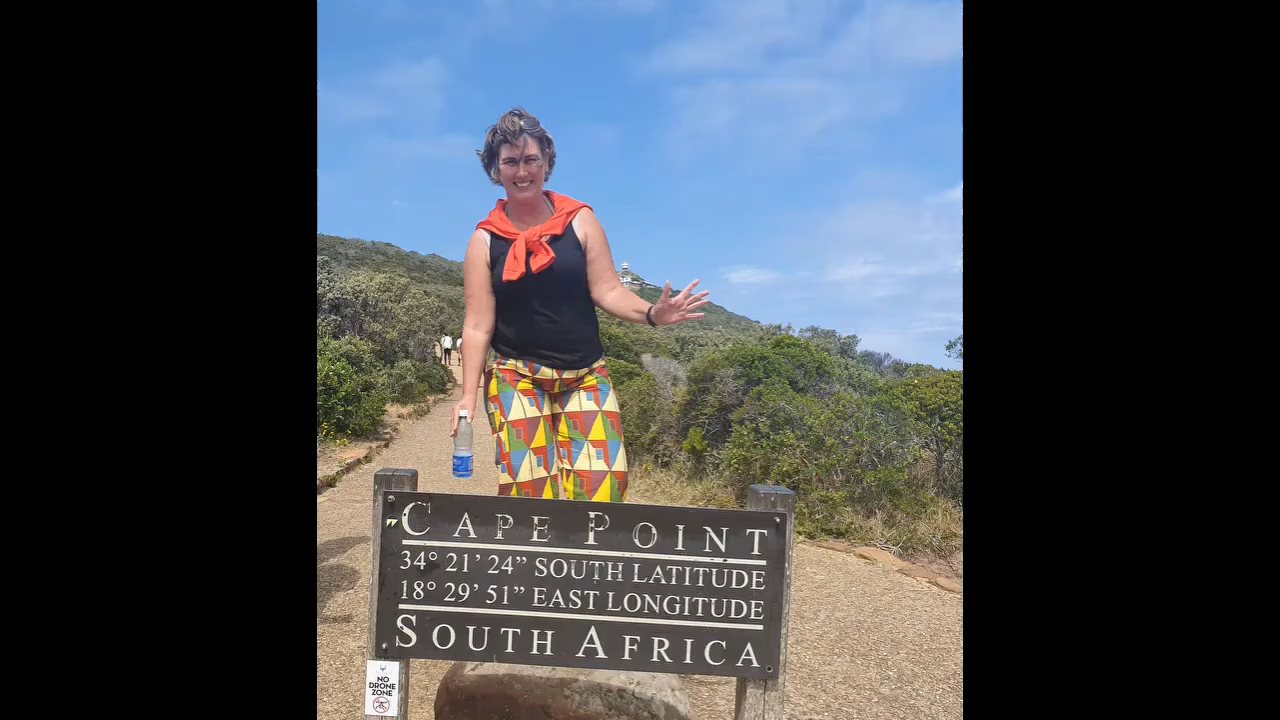 CAPE POINT
34° 21' 24" SOUTH LATITUDE
18° 29' 51" EAST LONGITUDE
SOUTH AFRICA
NO
DRONE
ZONE